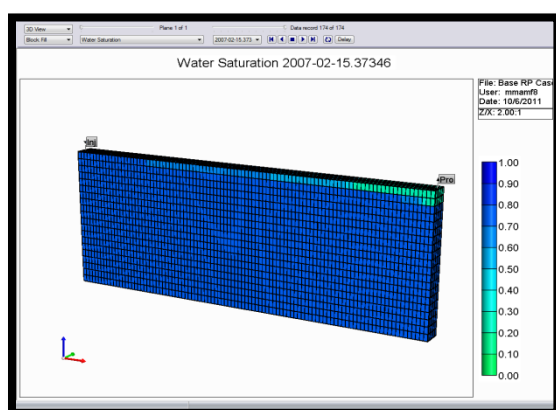 3D View Plane 1 of 1 Data record 174 of 174
Block Fill Water Saturation 2007-02-15.373 Delay
Water Saturation 2007-02-15.37346
File: Base RP Cas
User: mmamf8
Date: 10/6/2011
Z/X: 2.00:1
Inj
Pro
1.00
0.90
0.80
0.70
0.60
0.50
0.40
0.30
0.20
0.10
0.00